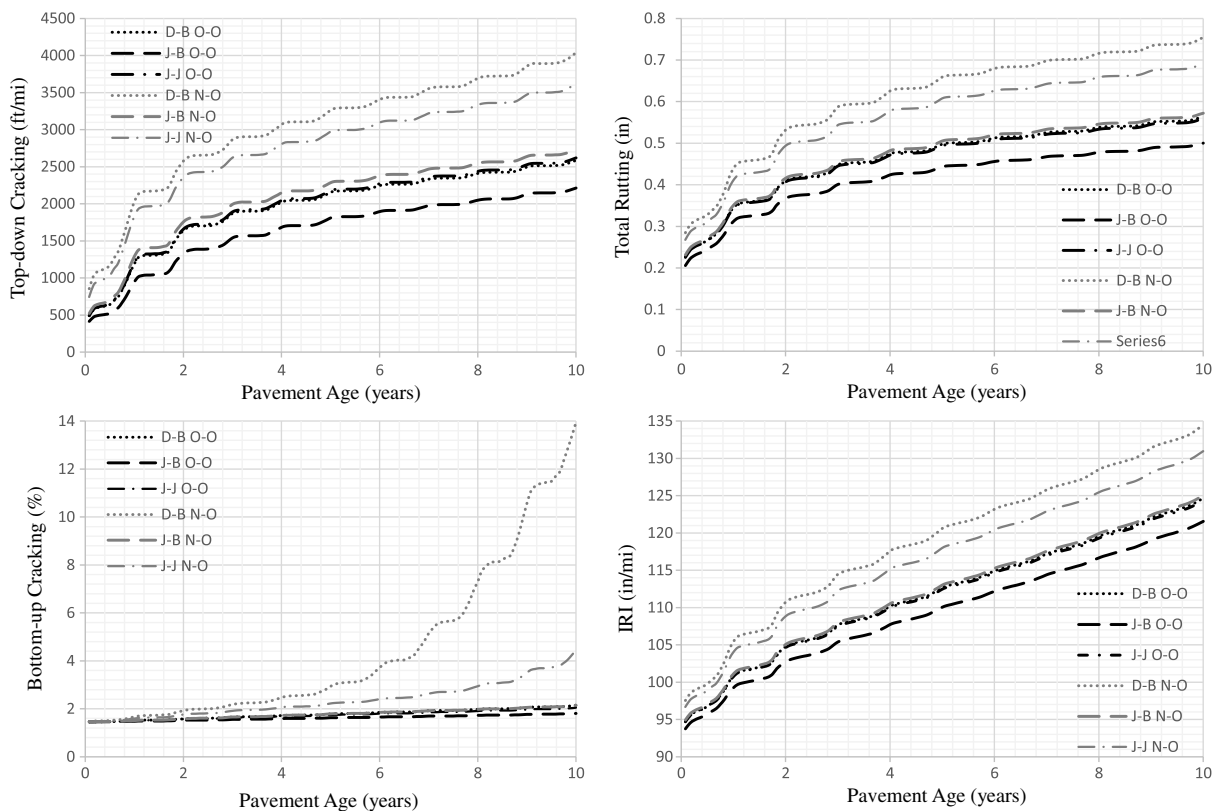 Top-down Cracking (ft/mi)
4500
4000
3500
3000
2500
2000
1500
1000
500
0
D-B O-O
J-B O-O
J-J O-O
D-B N-O
J-B N-O
J-J N-O
0 2 4 6 8 10
Pavement Age (years)
Total Rutting (in)
0.8
0.7
0.6
0.5
0.4
0.3
0.2
0.1
0
D-B O-O
J-B O-O
J-J O-O
D-B N-O
J-B N-O
Series6
0 2 4 6 8 10
Pavement Age (years)
Bottom-up Cracking (%)
14
12
10
8
6
4
2
0
D-B O-O
J-B O-O
J-J O-O
D-B N-O
J-B N-O
J-J N-O
0 2 4 6 8 10
Pavement Age (years)
IRI (in/mi)
135
130
125
120
115
110
105
100
95
90
D-B O-O
J-B O-O
J-J O-O
D-B N-O
J-B N-O
J-J N-O
0 2 4 6 8 10
Pavement Age (years)